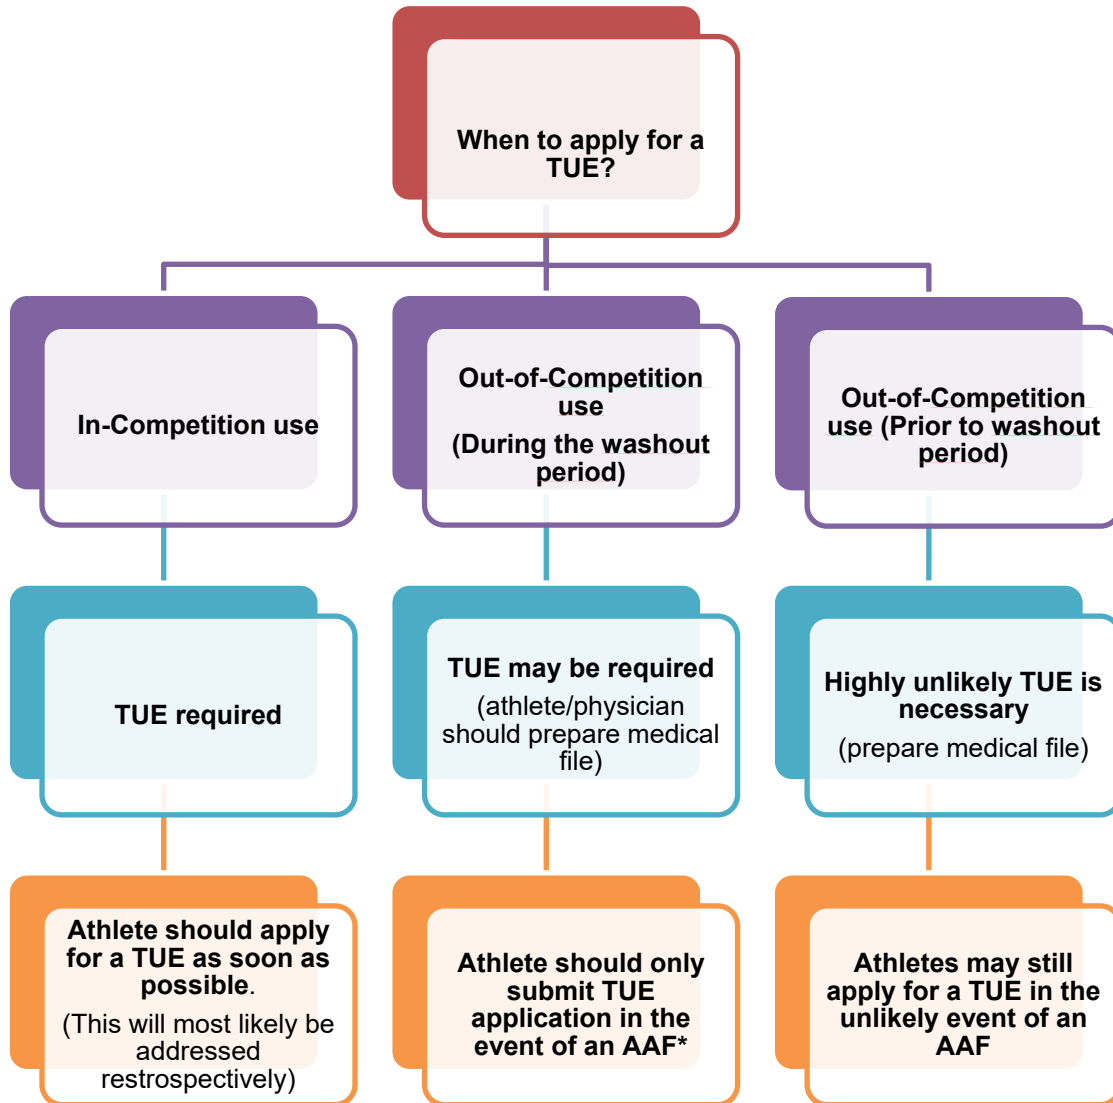 When to apply for a
TUE?
In-Competition use
Out-of-Competition
use
(During the washout
period)
Out-of-Competition
use (Prior to washout
period)
TUE required
TUE may be required
(athlete/physician
should prepare medical
file)
Highly unlikely TUE is
necessary
(prepare medical file)
Athlete should apply
for a TUE as soon as
possible.
(This will most likely be
addressed
restrospectively)
Athlete should only
submit TUE
application in the
event of an AAF*
Athletes may still
apply for a TUE in the
unlikely event of an
AAF